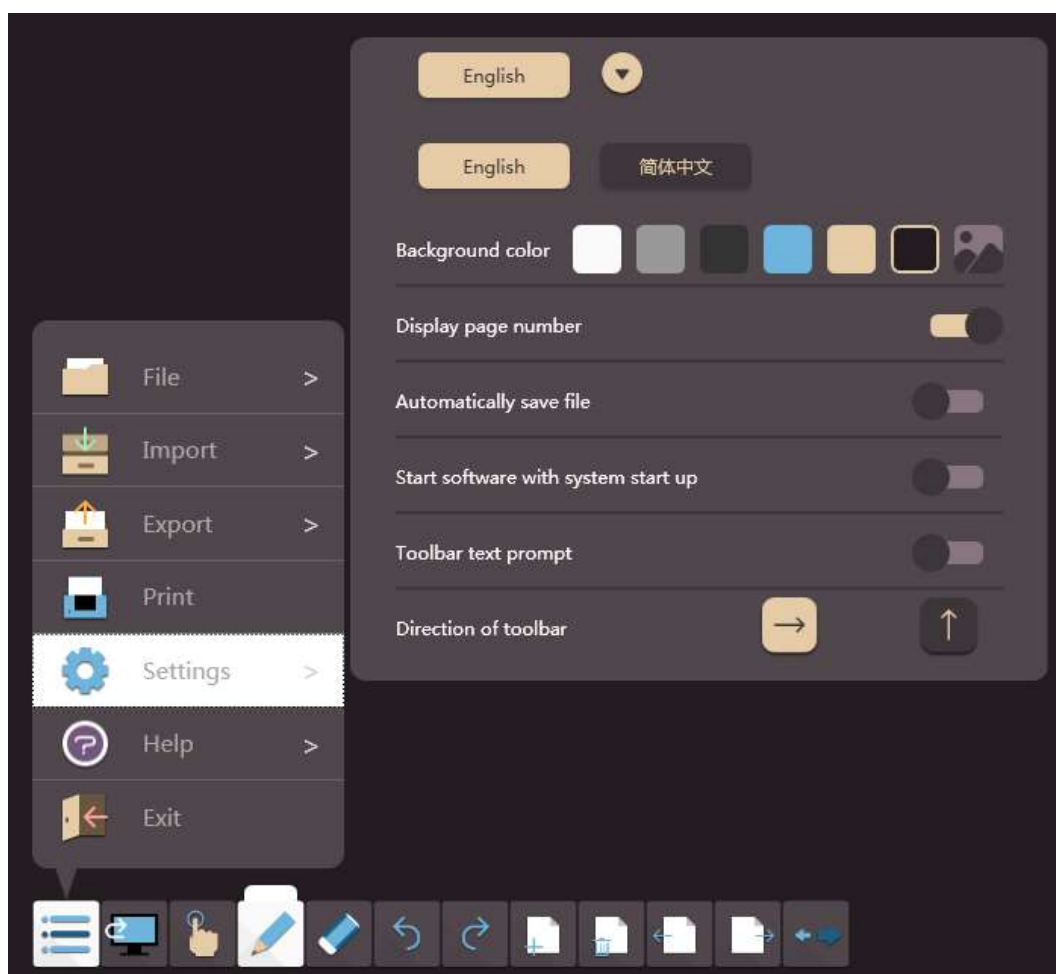 English
English 简体中文
Background color
Display page number
Automatically save file
Start software with system start up
Toolbar text prompt
Direction of toolbar
File >
Import >
Export >
Print
Settings >
Help >
Exit